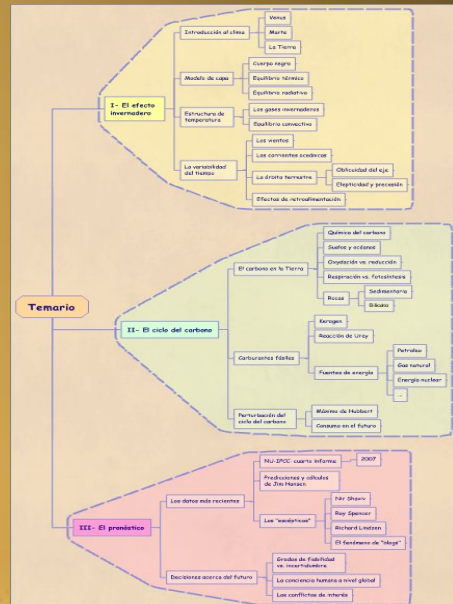 Temario
I- El efecto
invernadero
Introducción al clima
Venus
Marte
La Tierra
Modelo de capa
Cuerpo negro
Equilibrio térmico
Equilibrio radiativo
Estructura de
temperatura
Los gases invernaderos
Equilibrio convectivo
La variabilidad
del tiempo
Los vientos
Las corrientes oceánicas
La órbita terrestre
Oblicuidad del eje
Elipticidad y precesión
Efectos de retroalimentación
II- El ciclo del carbono
El carbono en la Tierra
Química del carbono
Suelos y océanos
Oxydación vs. reducción
Respiración vs. fotosíntesis
Rocas
Sedimentaria
Silicato
Carburantes fósiles
Kerogen
Reacción de Urey
Fuentes de energía
Petroleo
Gas natural
Energía nuclear
...
Perturbación del
ciclo del carbono
Máximo de Hubbert
Consumo en el futuro
III- El pronóstico
Los datos más recientes
NU-IPCC: cuarto informe
2007
Predicciones y cálculos
de Jim Hansen
Los "escépticos"
Nir Shaviv
Roy Spencer
Richard Lindzen
El fenómeno de "blogs"
Decisiones acerca del futuro
Grados de fiabilidad
vs. incertidumbre
La conciencia humana a nivel global
Los conflictos de interés